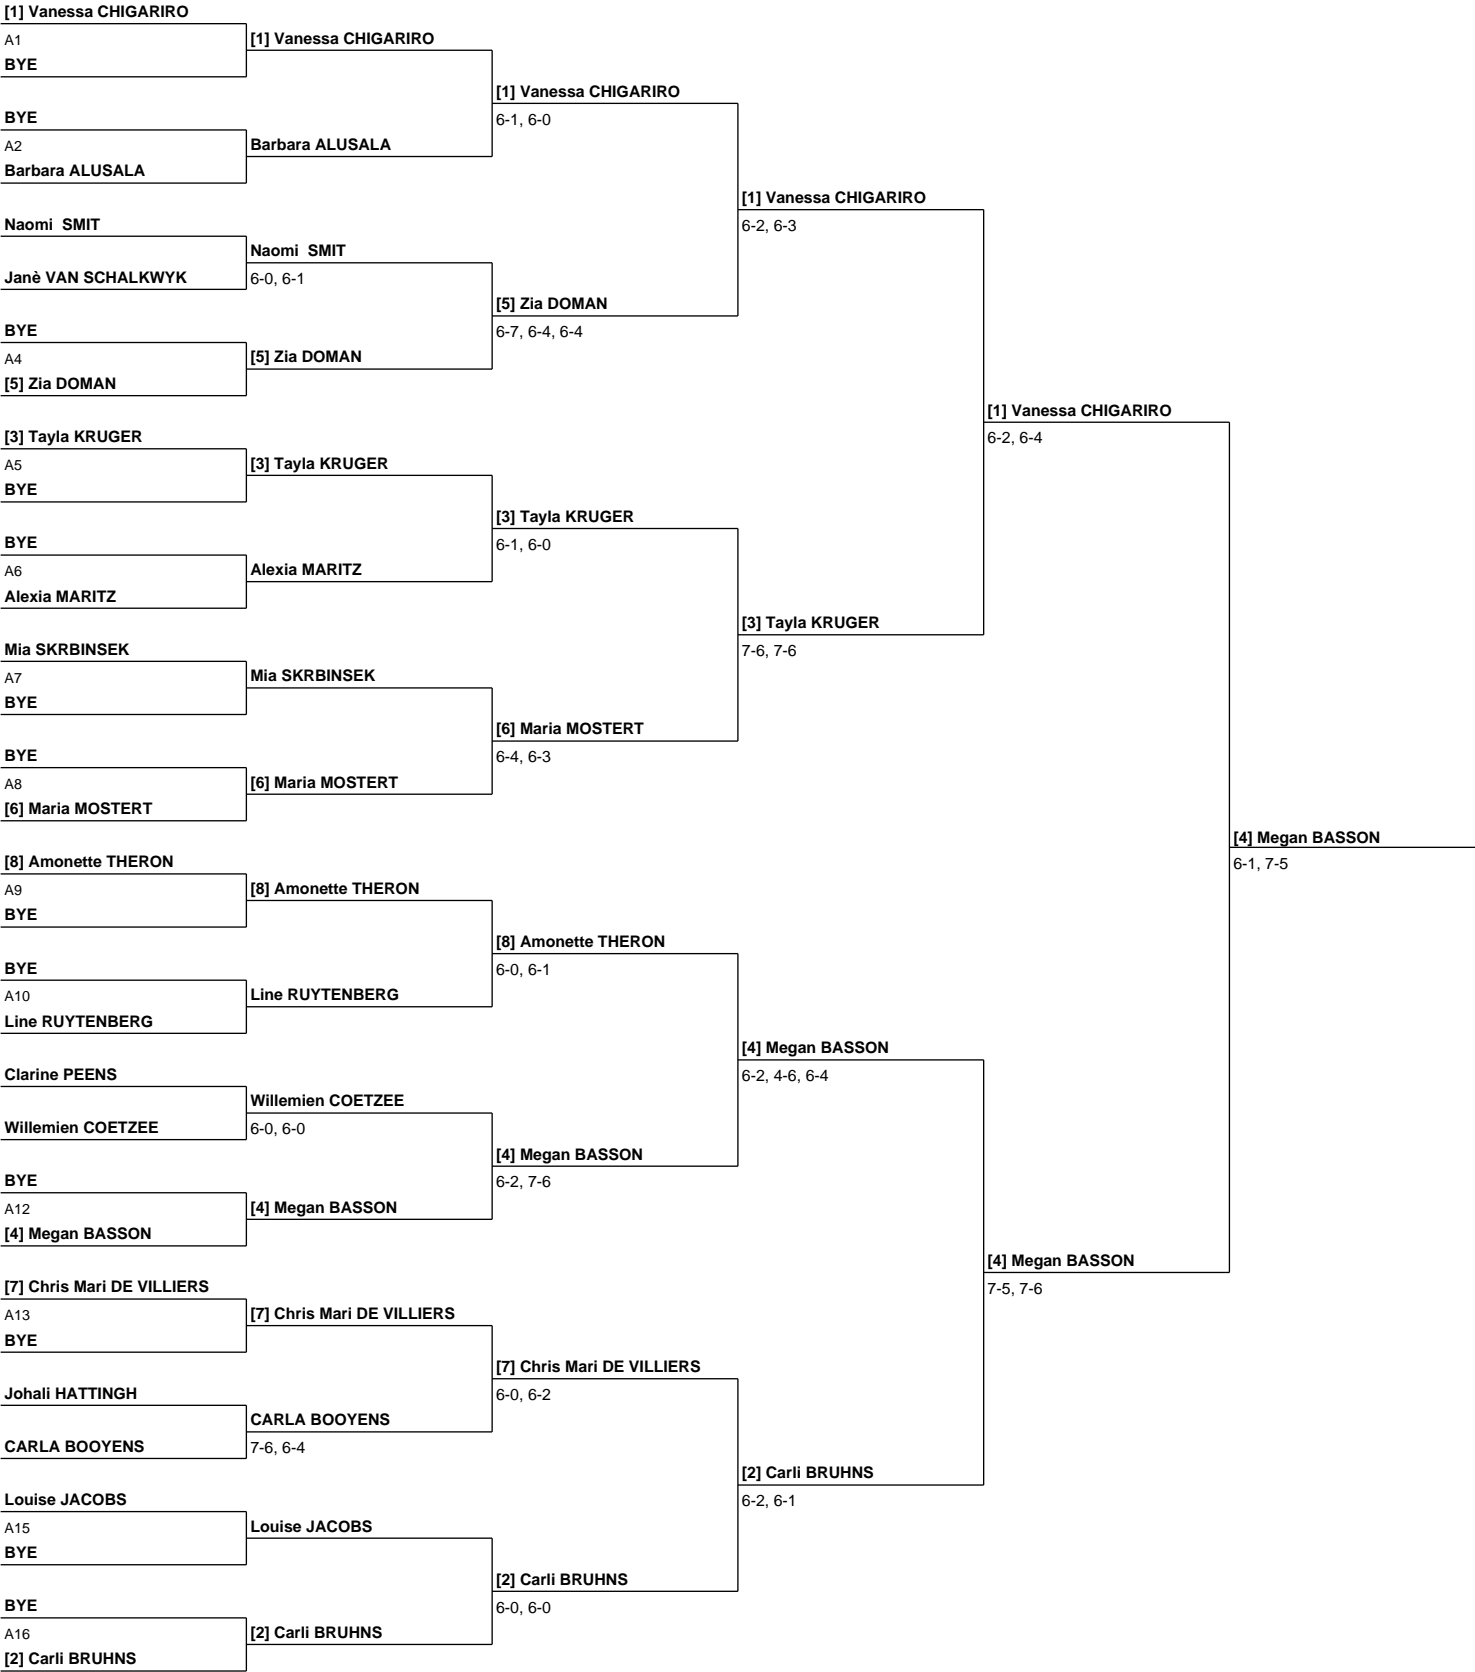 [1] Vanessa CHIGARIRO
A1
BYE
[1] Vanessa CHIGARIRO
BYE
A2
Barbara ALUSALA
Barbara ALUSALA
[1] Vanessa CHIGARIRO
6-1, 6-0
Naomi  SMIT
Janè VAN SCHALKWYK
Naomi  SMIT
6-0, 6-1
BYE
A4
[5] Zia DOMAN
[5] Zia DOMAN
[5] Zia DOMAN
6-7, 6-4, 6-4
[1] Vanessa CHIGARIRO
6-2, 6-3
[3] Tayla KRUGER
A5
BYE
[3] Tayla KRUGER
BYE
A6
Alexia MARITZ
Alexia MARITZ
[3] Tayla KRUGER
6-1, 6-0
Mia SKRBINSEK
A7
BYE
Mia SKRBINSEK
BYE
A8
[6] Maria MOSTERT
[6] Maria MOSTERT
[6] Maria MOSTERT
6-4, 6-3
[3] Tayla KRUGER
7-6, 7-6
[1] Vanessa CHIGARIRO
6-2, 6-4
[8] Amonette THERON
A9
BYE
[8] Amonette THERON
BYE
A10
Line RUYTENBERG
Line RUYTENBERG
[8] Amonette THERON
6-0, 6-1
Clarine PEENS
Willemien COETZEE
Willemien COETZEE
6-0, 6-0
BYE
A12
[4] Megan BASSON
[4] Megan BASSON
[4] Megan BASSON
6-2, 7-6
[4] Megan BASSON
6-2, 4-6, 6-4
[7] Chris Mari DE VILLIERS
A13
BYE
[7] Chris Mari DE VILLIERS
Johali HATTINGH
CARLA BOOYENS
CARLA BOOYENS
7-6, 6-4
[7] Chris Mari DE VILLIERS
6-0, 6-2
Louise JACOBS
A15
BYE
Louise JACOBS
BYE
A16
[2] Carli BRUHNS
[2] Carli BRUHNS
[2] Carli BRUHNS
6-0, 6-0
[2] Carli BRUHNS
6-2, 6-1
[4] Megan BASSON
7-5, 7-6
[4] Megan BASSON
6-1, 7-5